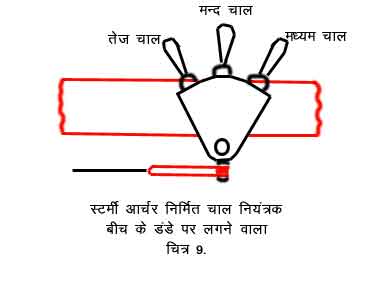 मन्द चाल
तेज चाल
मध्यम चाल
स्टर्मी आर्चर निर्मित चाल नियंत्रक
बीच के डंडे पर लगने वाला
चित्र 9.